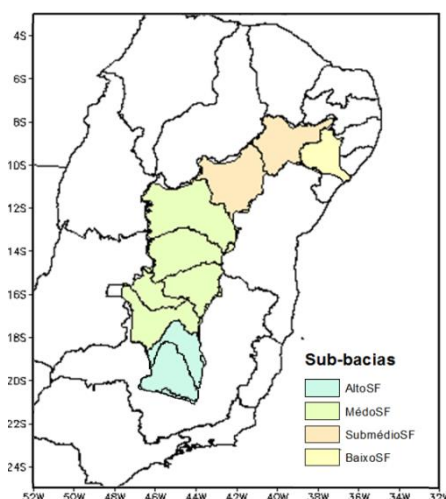 4S
6S
8S
10S
12S
14S
16S
18S
20S
22S
24S
Sub-bacias
AltoSF
MédoSF
SubmédioSF
BaixoSF
52W 50W 48W 46W 44W 42W 40W 38W 36W 34W 32W